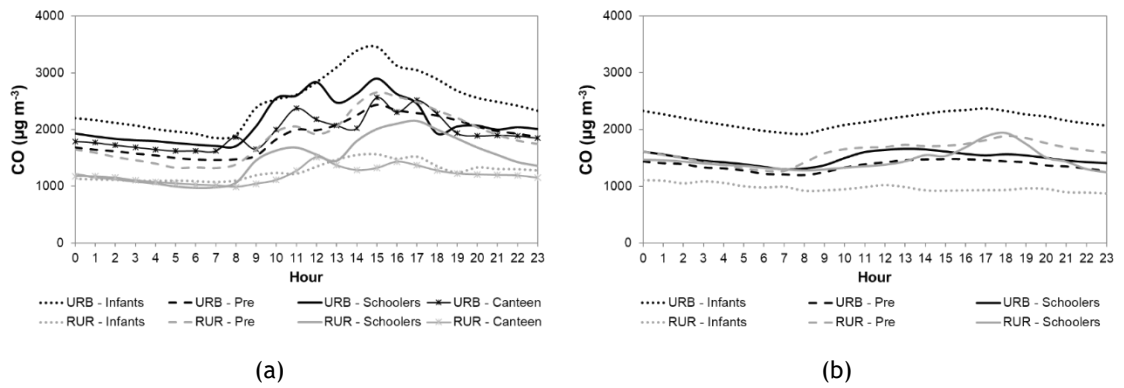 4000
3000
2000
1000
0
CO (µg m⁻³)
0 1 2 3 4 5 6 7 8 9 10 11 12 13 14 15 16 17 18 19 20 21 22 23
Hour
URB - Infants URB - Pre URB - Schoolers URB - Canteen
RUR - Infants RUR - Pre RUR - Schoolers RUR - Canteen
(a)
4000
3000
2000
1000
0
CO (µg m⁻³)
0 1 2 3 4 5 6 7 8 9 10 11 12 13 14 15 16 17 18 19 20 21 22 23
Hour
URB - Infants URB - Pre URB - Schoolers
RUR - Infants RUR - Pre RUR - Schoolers
(b)